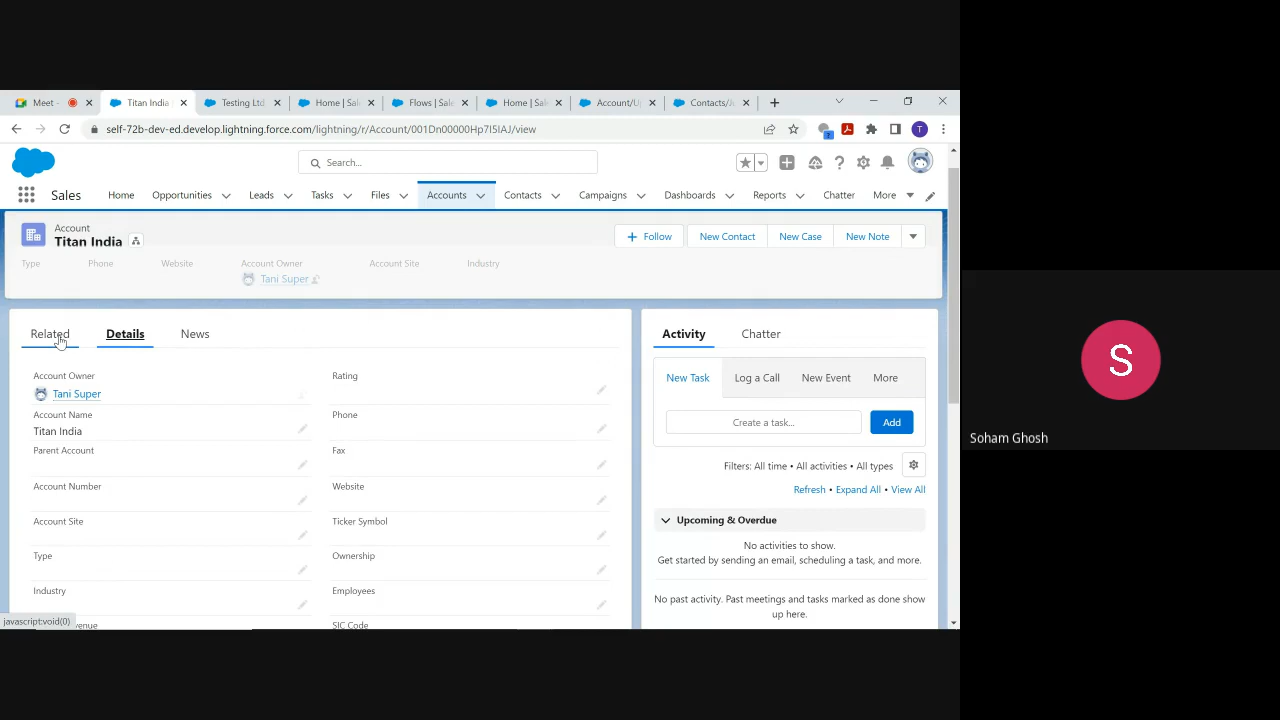 Meet -
Titan India
Testing Ltd
Home | Sal
Flows | Sale
Home | Sal
Account/U
Contacts/
self-72b-dev-ed.develop.lightning.force.com/lightning/r/Account/001Dn00000Hp7I5IAJ/view
T
Search...
Sales
Home
Opportunities
Leads
Tasks
Files
Accounts
Contacts
Campaigns
Dashboards
Reports
Chatter
More
Account
Titan India
Follow
New Contact
New Case
New Note
Type
Phone
Website
Account Owner
Account Site
Industry
Tani Super
Related
Details
News
Account Owner
Tani Super
Rating
Account Name
Titan India
Phone
Parent Account
Fax
Account Number
Website
Account Site
Ticker Symbol
Type
Ownership
Industry
Employees
SIC Code
javascript:void(0)
Activity
Chatter
New Task
Log a Call
New Event
More
Create a task...
Add
Filters: All time • All activities • All types
Refresh • Expand All • View All
Upcoming & Overdue
No activities to show.
Get started by sending an email, scheduling a task, and more.
No past activity. Past meetings and tasks marked as done show
up here.
S
Soham Ghosh